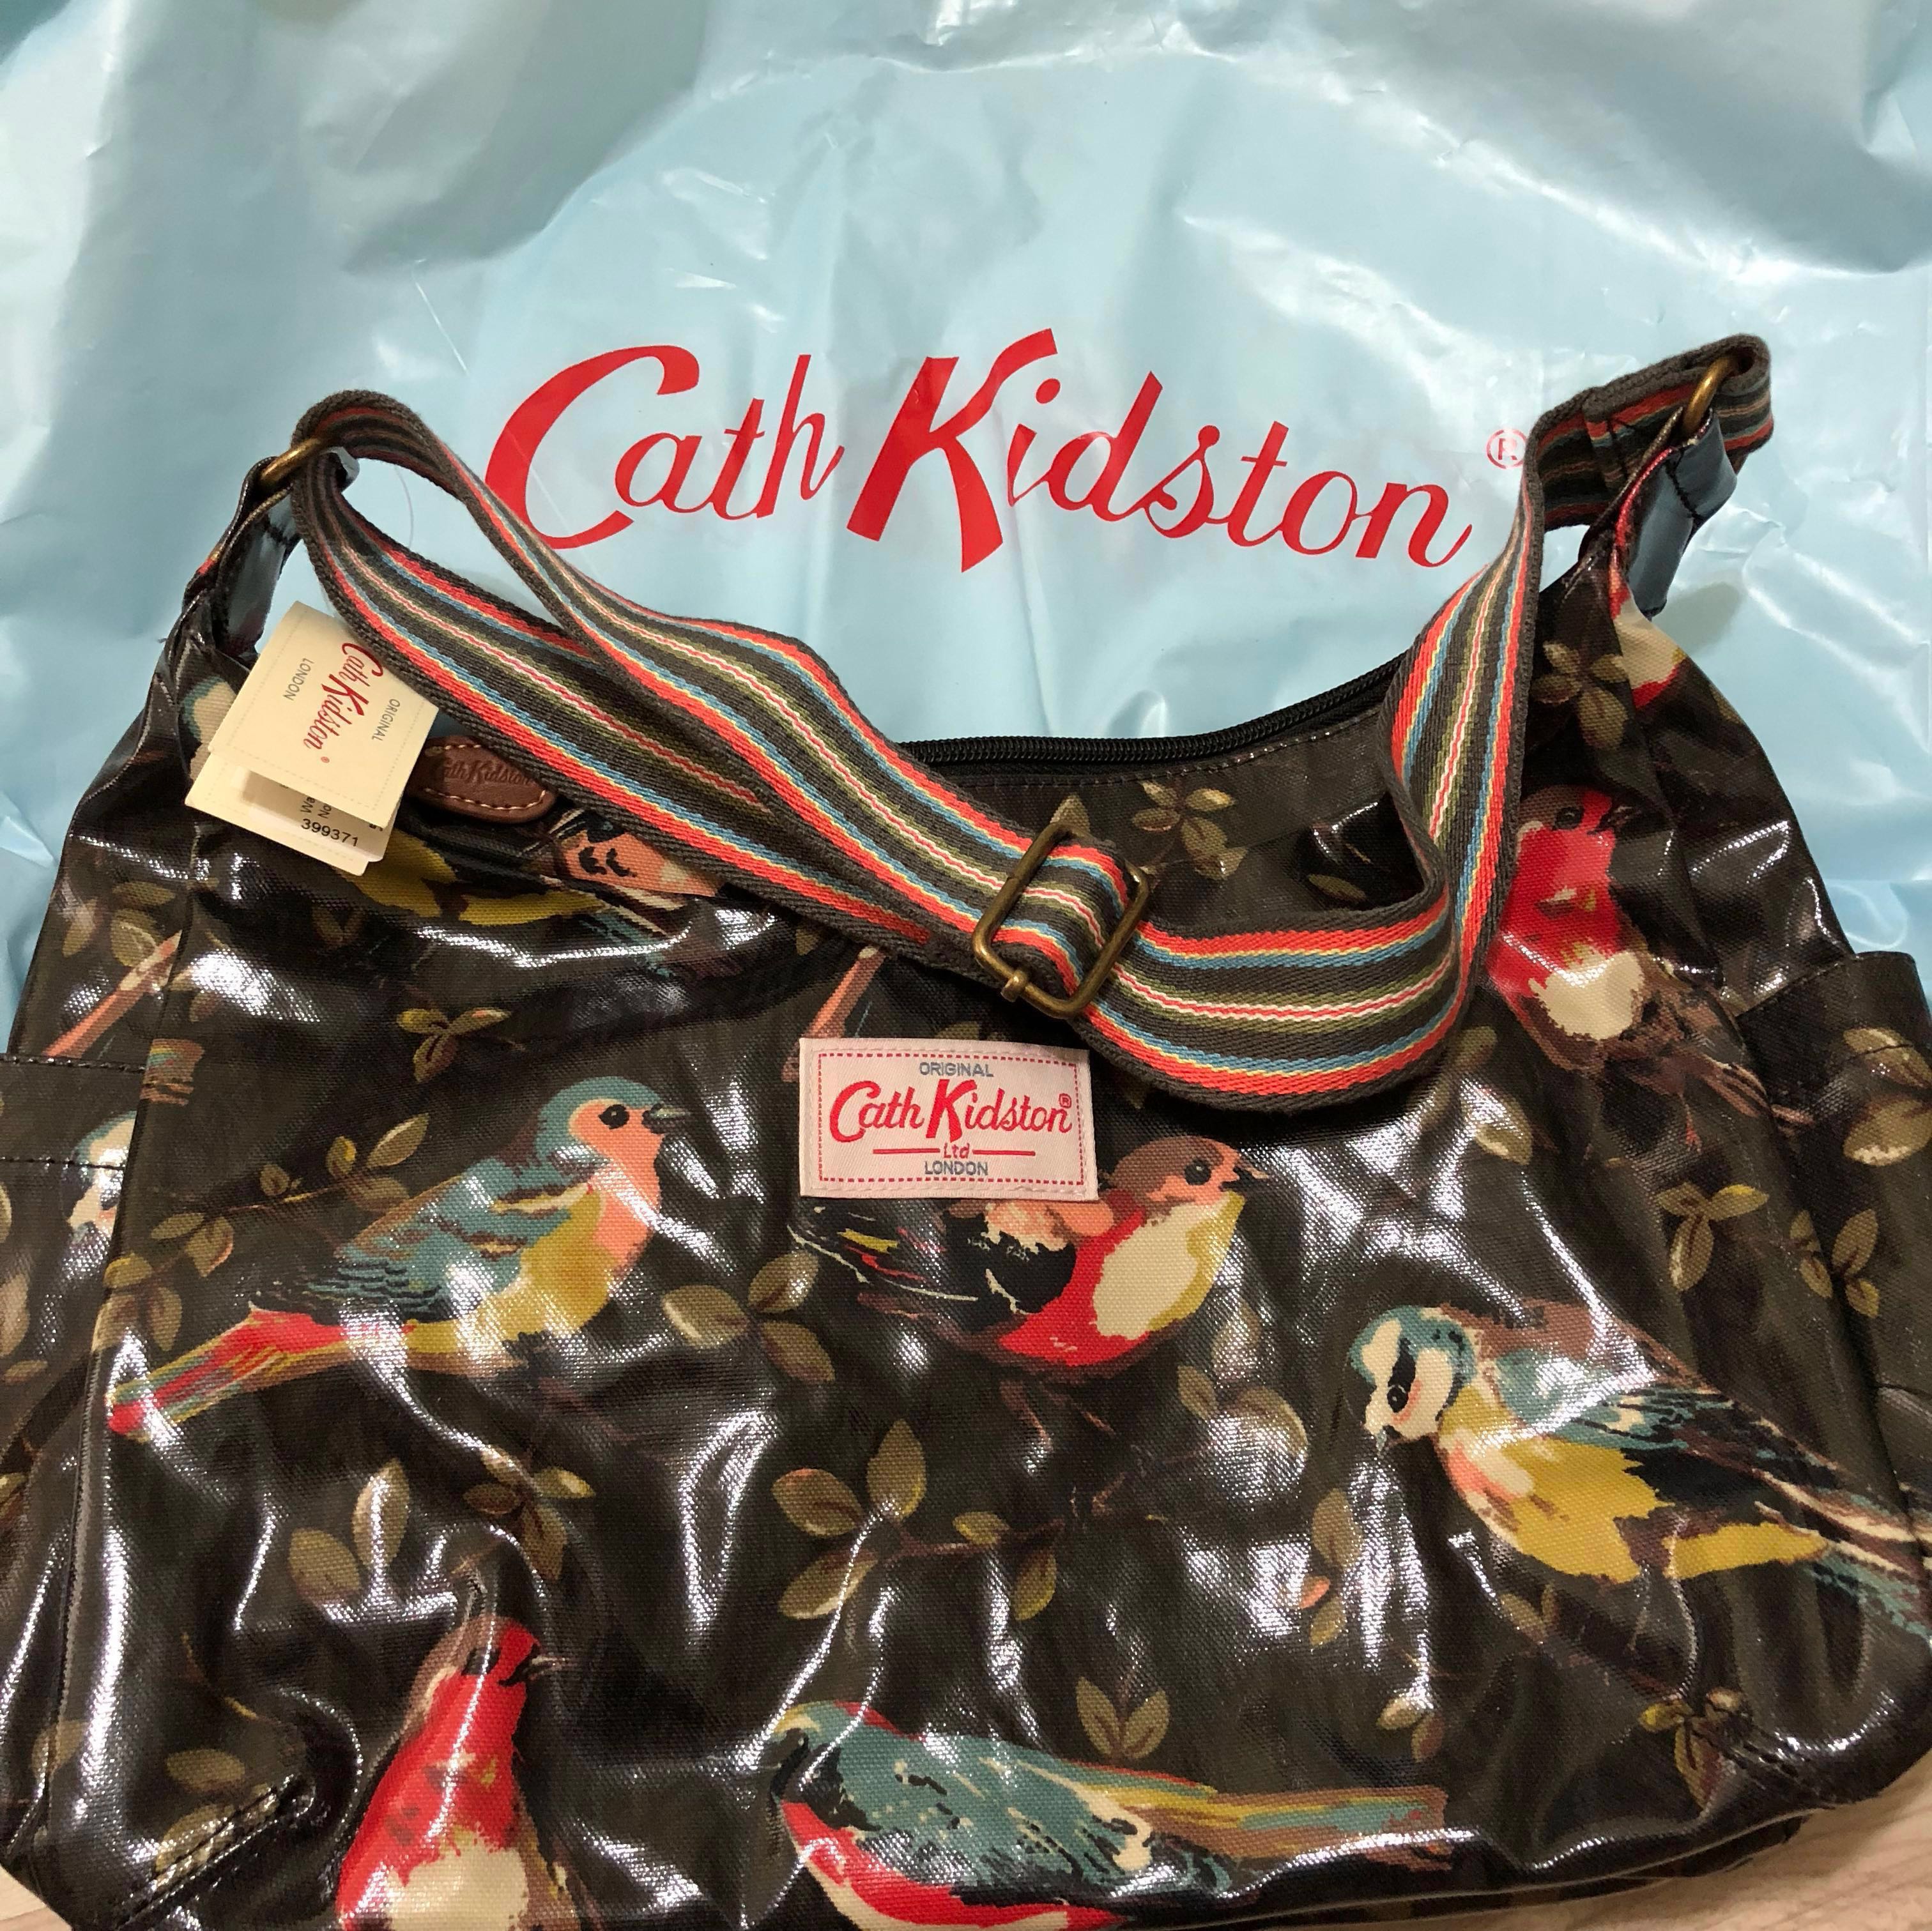 Cath Kidston®
ORIGINAL
Cath Kidston
LONDON
399371
Cath Kidston
ORIGINAL
Cath Kidston®
Ltd
LONDON